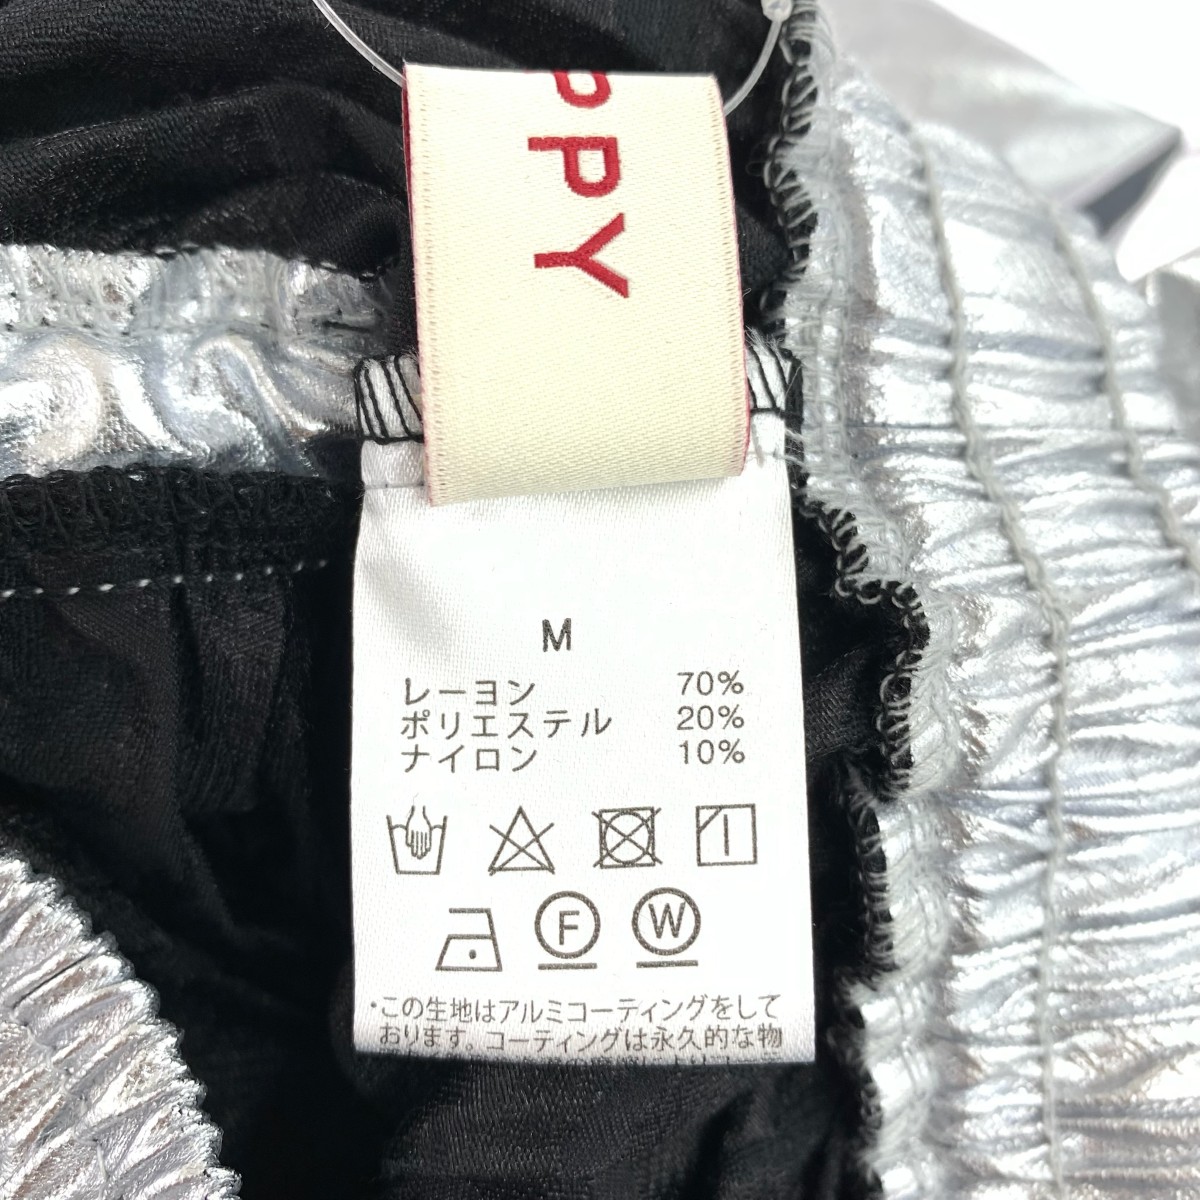 PPY
M
レーヨン 70%
ポリエステル 20%
ナイロン 10%
F W
・この生地はアルミコーティングをして
おります。コーティングは永久的な物